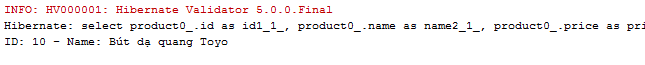 INFO: HV000001: Hibernate Validator 5.0.0.Final
Hibernate: select product0_.id as id1_1_, product0_.name as name2_1_, product0_.price as pri
ID: 10 - Name: Bút dạ quang Toyo